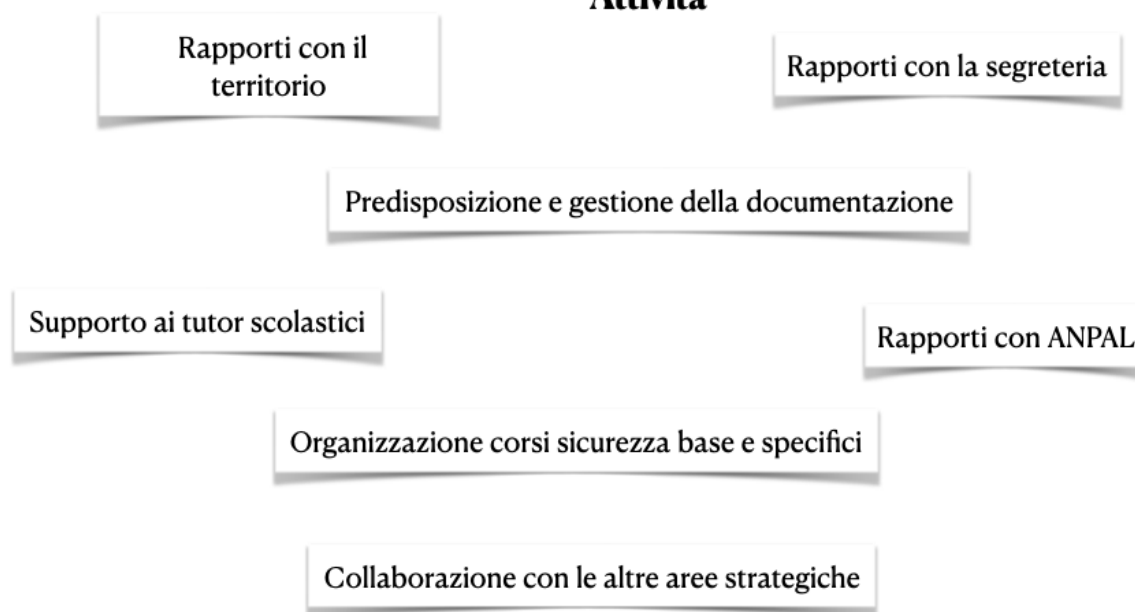 Attività
Rapporti con il
territorio
Rapporti con la segreteria
Predisposizione e gestione della documentazione
Supporto ai tutor scolastici
Rapporti con ANPAL
Organizzazione corsi sicurezza base e specifici
Collaborazione con le altre aree strategiche